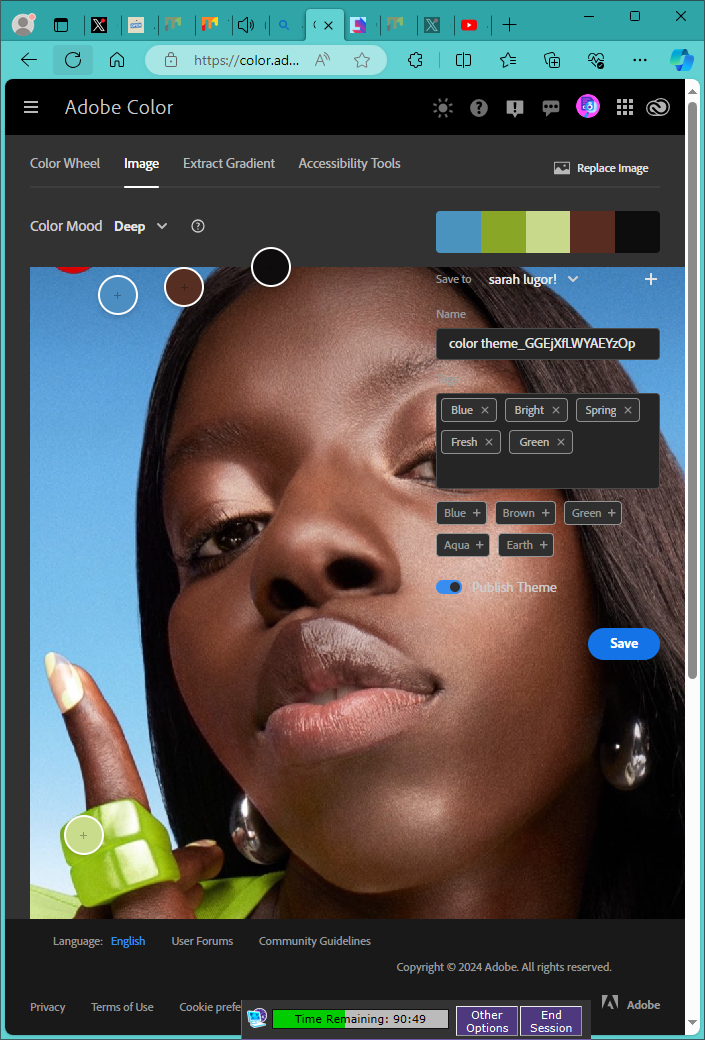 https://color.ad...
Adobe Color
Color Wheel Image Extract Gradient Accessibility Tools Replace Image
Color Mood Deep
Save to sarah lugor!
Name
color theme_GGEjXfLWYAEYzOp
Blue Bright Spring
Fresh Green
Blue + Brown + Green +
Aqua + Earth +
Publish Theme
Save
Language: English User Forums Community Guidelines
Copyright © 2024 Adobe. All rights reserved.
Privacy Terms of Use Cookie prefe
Adobe
Time Remaining: 90:49
Other Options
End Session